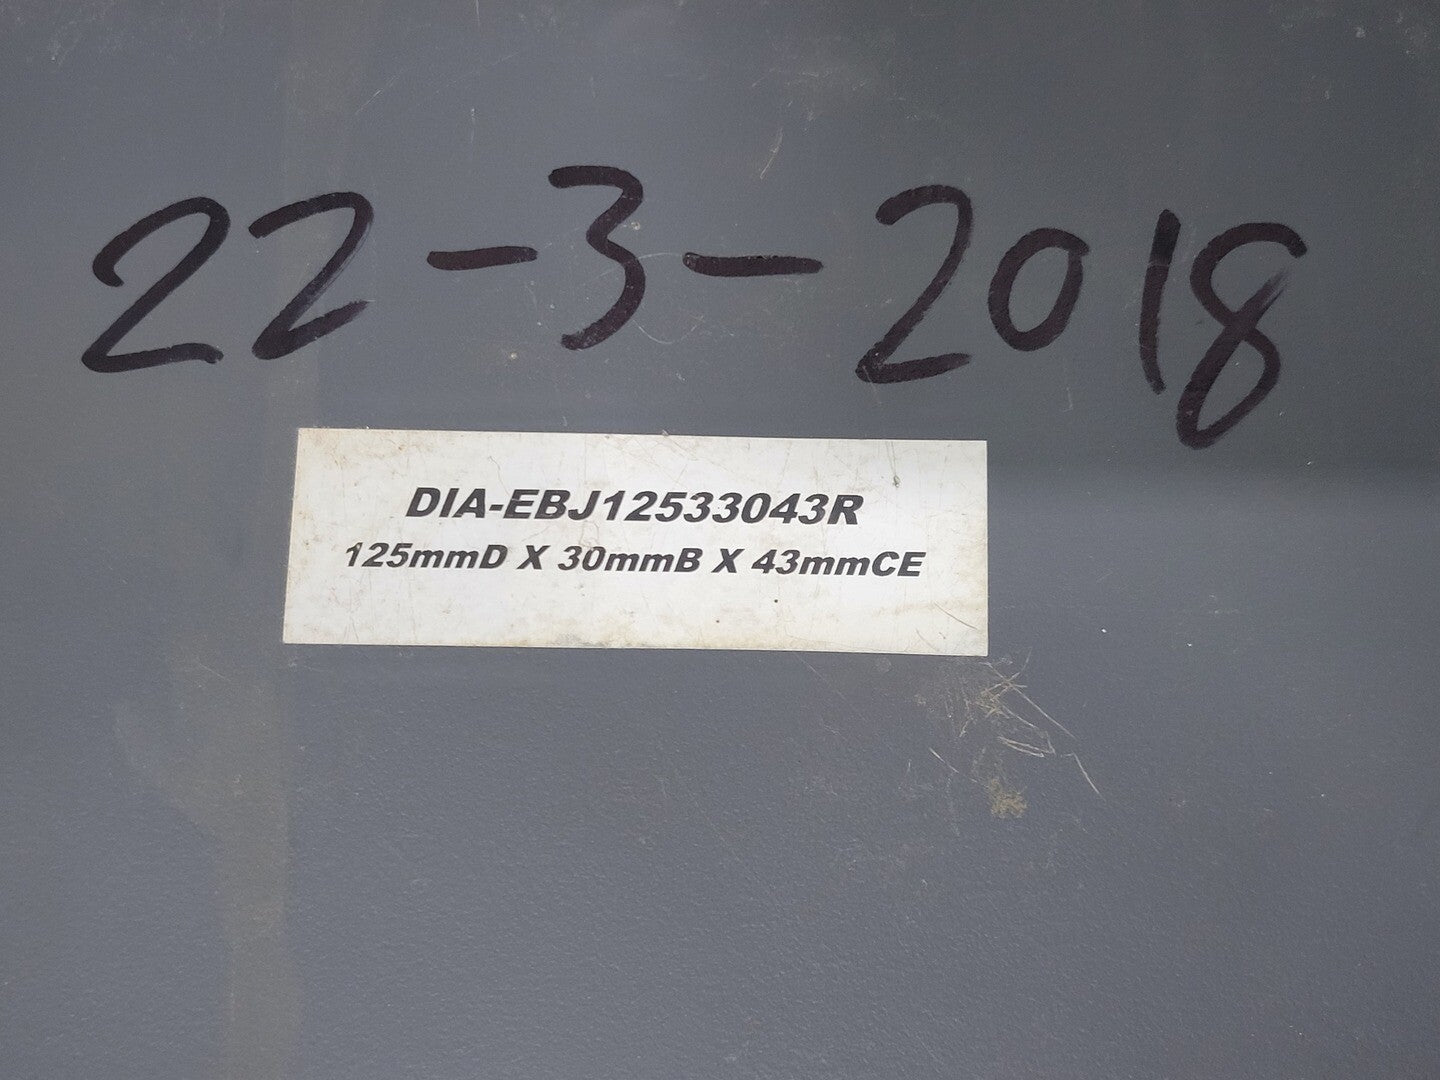 22-3-2018
DIA-EBJ12533043R
125mmD X 30mmB X 43mmCE